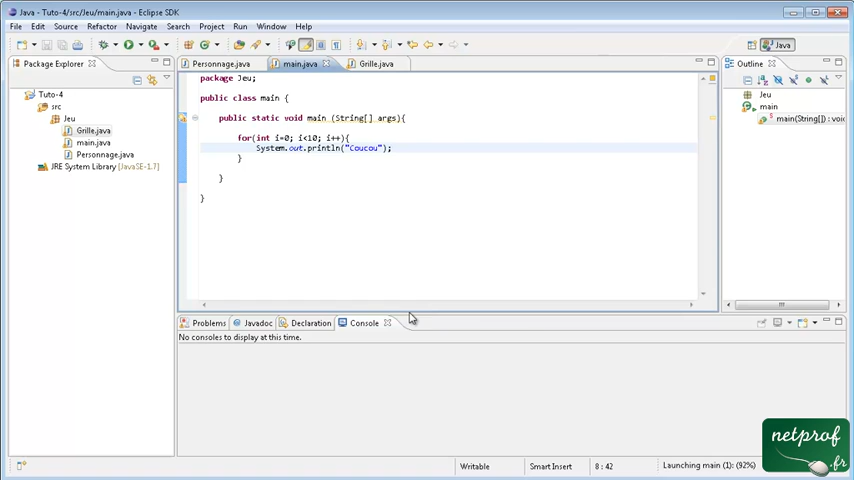 Java - Tuto-4/src/Jeu/main.java - Eclipse SDK
File Edit Source Refactor Navigate Search Project Run Window Help
Java
Package Explorer
Personnage.java main.java Grille.java
Outline
Tuto-4
src
Jeu
Grille.java
main.java
Personnage.java
JRE System Library [JavaSE-1.7]
package Jeu;
public class main {
public static void main (String[] args){
for(int i=0; i<10; i++){
System.out.println("Coucou");
}
}
}
Jeu
main
main(String[]) : voi
Problems Javadoc Declaration Console
No consoles to display at this time.
Writable Smart Insert 8 : 42 Launching main (1): (92%)
netprof
.fr